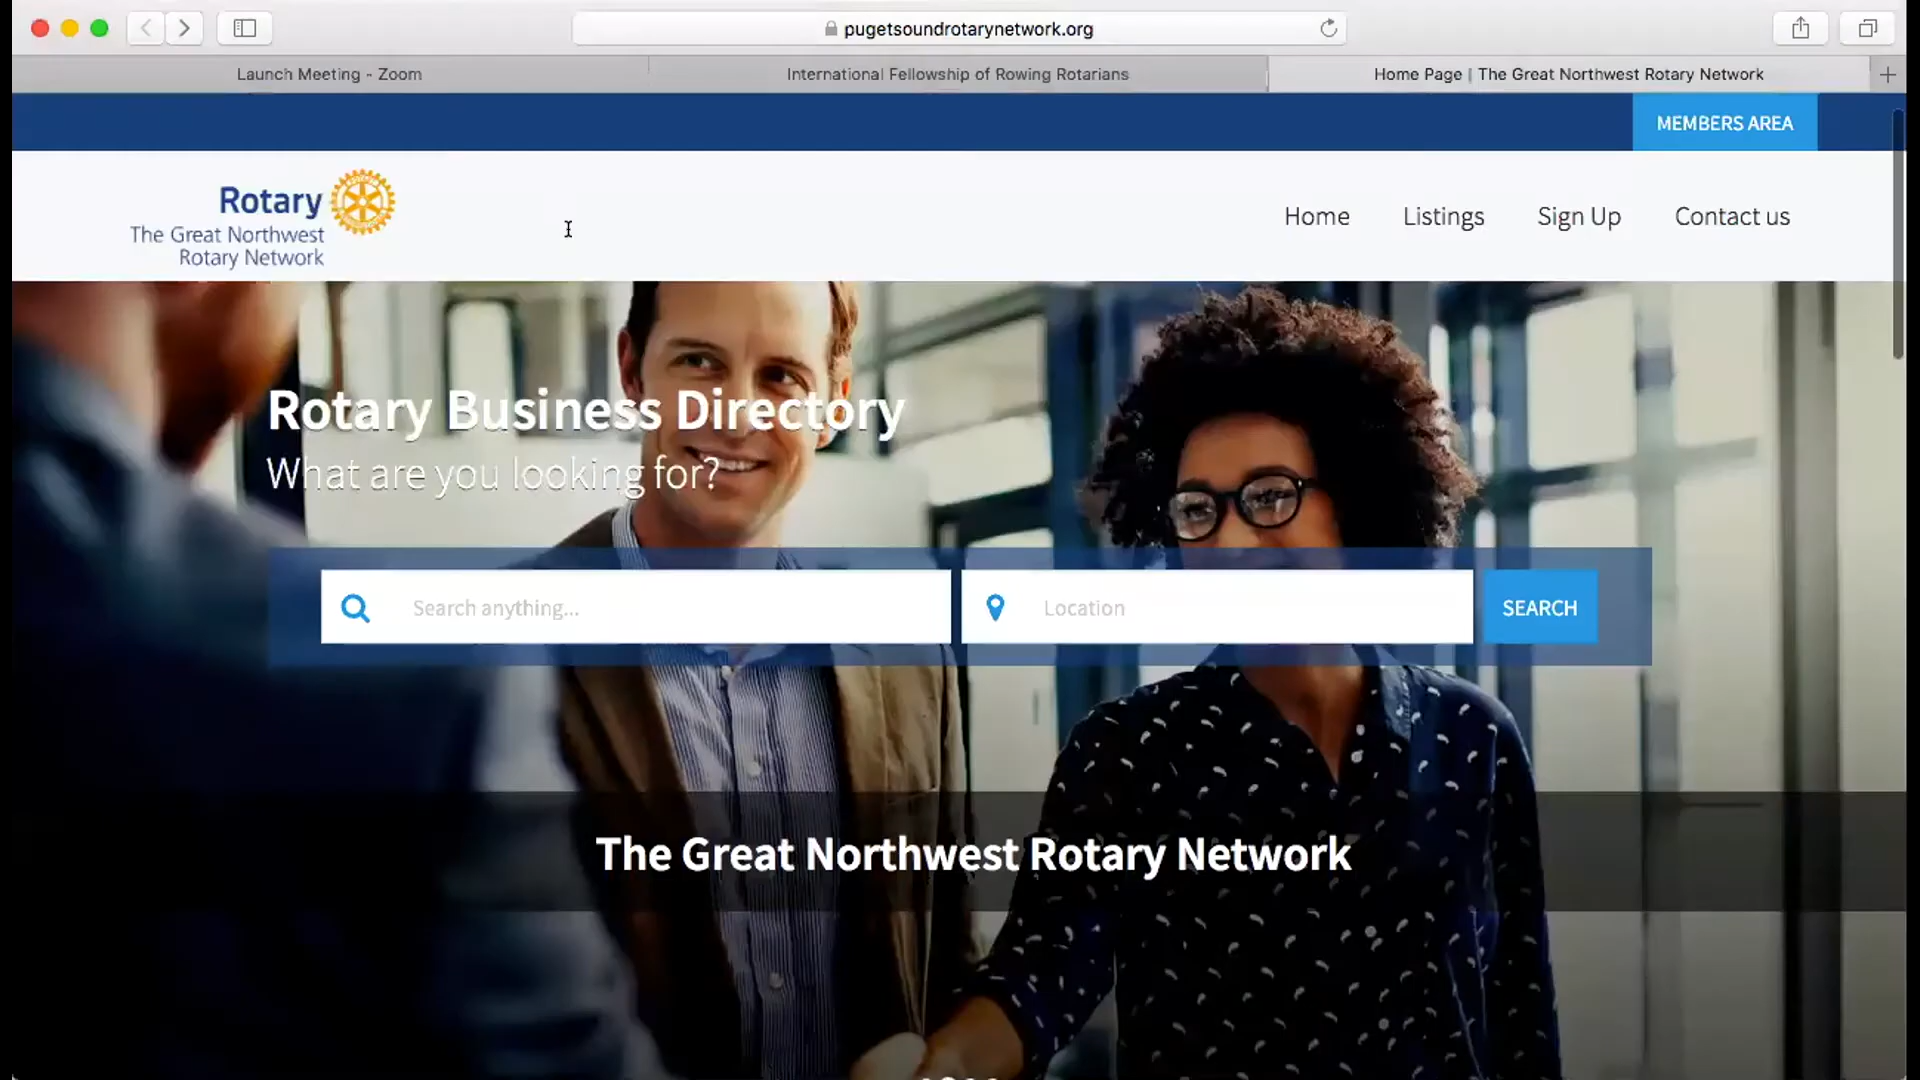 pugetsoundrotarynetwork.org
Launch Meeting - Zoom
International Fellowship of Rowing Rotarians
Home Page | The Great Northwest Rotary Network
MEMBERS AREA
Rotary
The Great Northwest
Rotary Network
Home
Listings
Sign Up
Contact us
Rotary Business Directory
What are you looking for?
Search anything...
Location
SEARCH
The Great Northwest Rotary Network